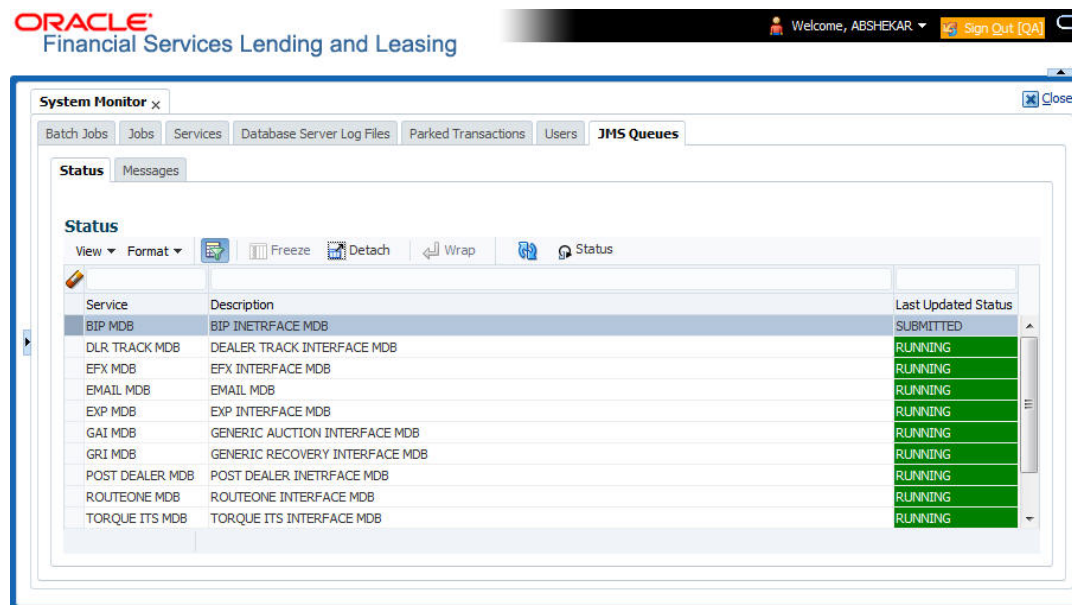 ORACLE
Financial Services Lending and Leasing
Welcome, ABSHEKAR Sign Out [QA]
System Monitor x Close
Batch Jobs Jobs Services Database Server Log Files Parked Transactions Users JMS Queues
Status Messages
Status
View Format Freeze Detach Wrap Status
Service Description Last Updated Status
BIP MDB BIP INETRFACE MDB SUBMITTED
DLR TRACK MDB DEALER TRACK INTERFACE MDB RUNNING
EFX MDB EFX INTERFACE MDB RUNNING
EMAIL MDB EMAIL MDB RUNNING
EXP MDB EXP INTERFACE MDB RUNNING
GAI MDB GENERIC AUCTION INTERFACE MDB RUNNING
GRI MDB GENERIC RECOVERY INTERFACE MDB RUNNING
POST DEALER MDB POST DEALER INETRFACE MDB RUNNING
ROUTEONE MDB ROUTEONE INTERFACE MDB RUNNING
TORQUE ITS MDB TORQUE ITS INTERFACE MDB RUNNING